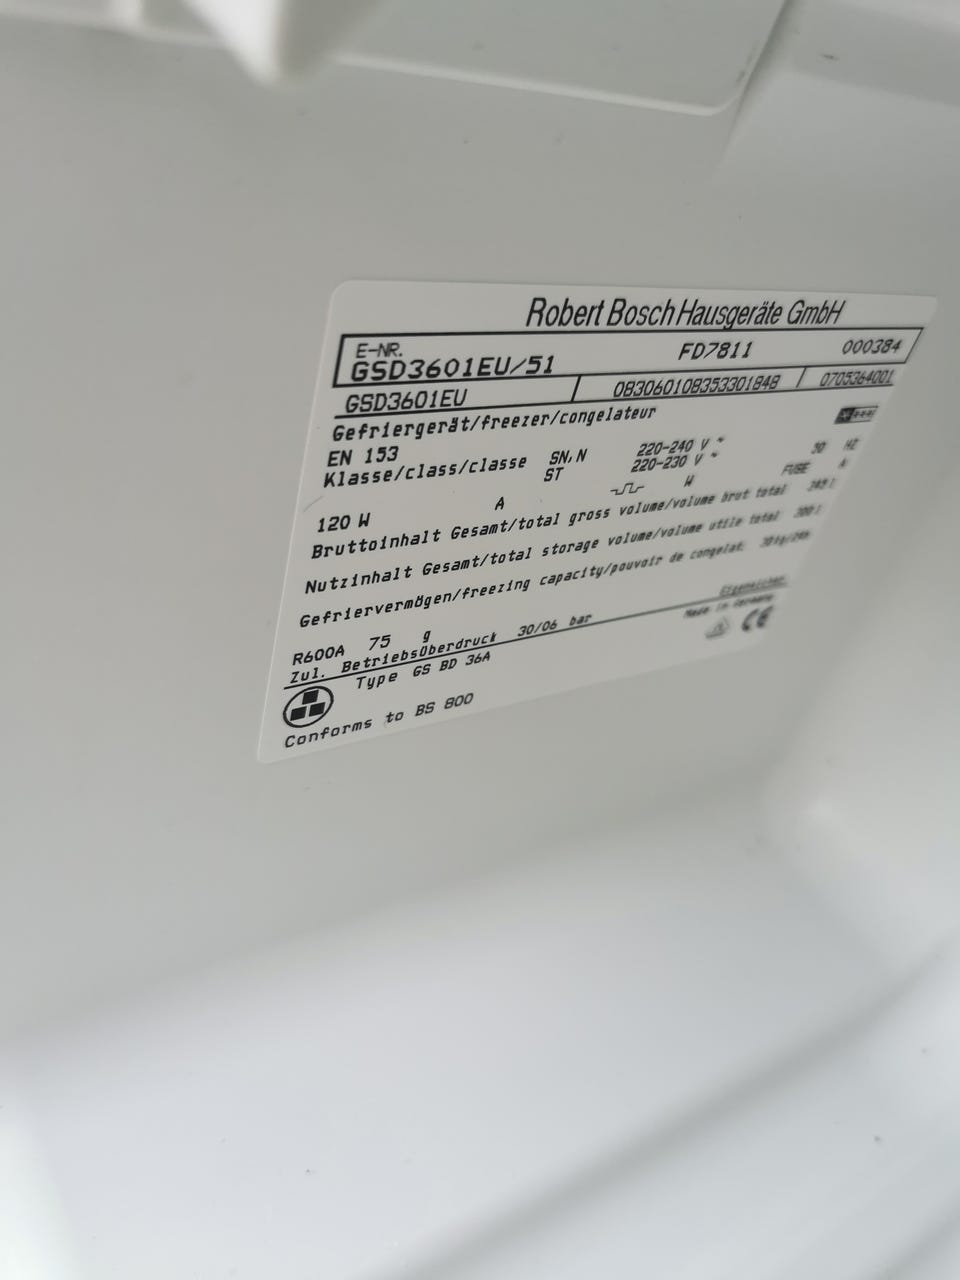 Robert Bosch Hausgeräte GmbH
E-NR.
GSD3601EU/51 FD7811 000384
GSD3601EU 083060108353301848 0705364001
Gefriergerät/freezer/congelateur
EN 153
Klasse/class/classe SN,N 220-240 V ~ 50 HZ
ST 220-230 V ~ FUSE A
120 W A W
Bruttoinhalt Gesamt/total gross volume/volume brut total
Nutzinhalt Gesamt/total storage volume/volume utile total
Gefriervermögen/freezing capacity/pouvoir de congelat.
R600A 75 g
Zul. Betriebsüberdruck 30/06 bar
Type GS BD 36A Made in Germany
CE
Conforms to BS 800